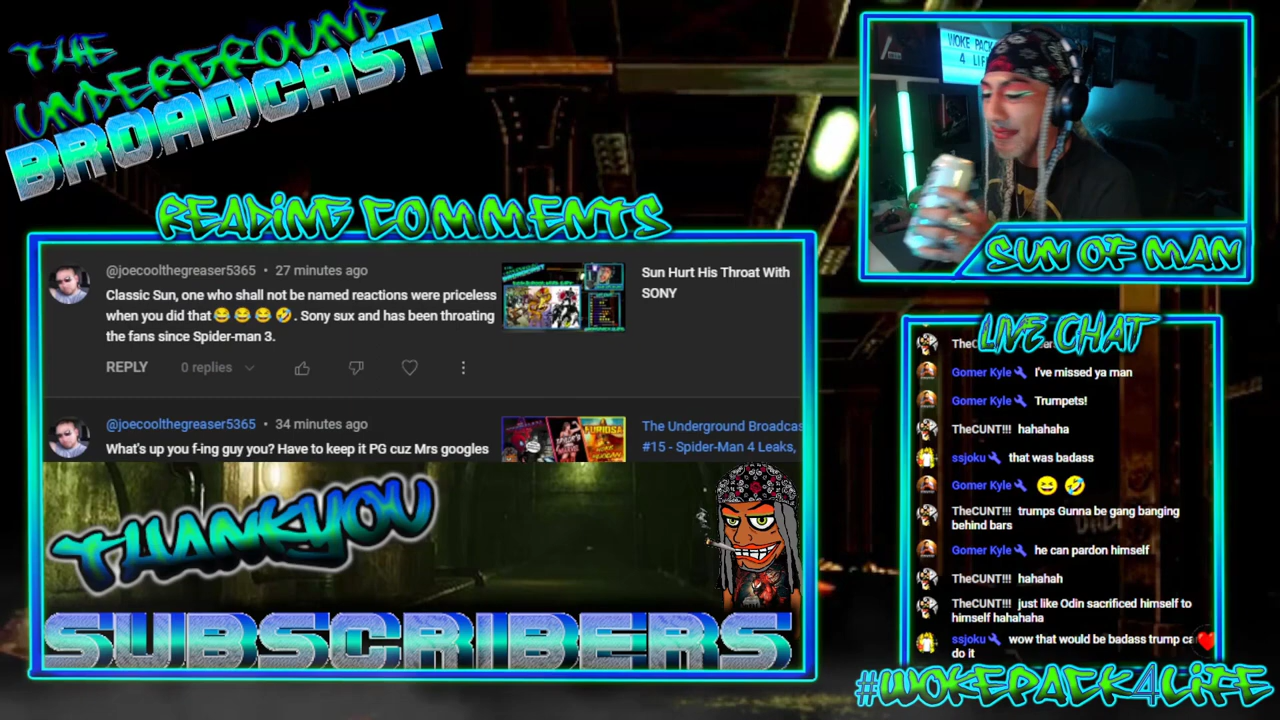 THE
UNDERGROUND
BROADCAST
WOKE PACK
4 LIFE
SUN OF MAN
READING COMMENTS
@joecoolthegreaser5365 • 27 minutes ago
Classic Sun, one who shall not be named reactions were priceless
when you did that😂😂😂🤣. Sony sux and has been throating
the fans since Spider-man 3.
REPLY 0 replies
Sun Hurt His Throat With
SONY
@joecoolthegreaser5365 • 34 minutes ago
What's up you f-ing guy you? Have to keep it PG cuz Mrs googles
FURIOSA
The Underground Broadcas
#15 - Spider-Man 4 Leaks,
THANKYOU
SUBSCRIBERS
LIVE CHAT
Gomer Kyle I've missed ya man
Gomer Kyle Trumpets!
TheCUNT!!! hahahaha
ssjoku that was badass
Gomer Kyle 😆 🤣
TheCUNT!!! trumps Gunna be gang banging
behind bars
Gomer Kyle he can pardon himself
TheCUNT!!! hahahah
TheCUNT!!! just like Odin sacrificed himself to
himself hahahaha
ssjoku wow that would be badass trump
do it
#WOKEPACK4LIFE